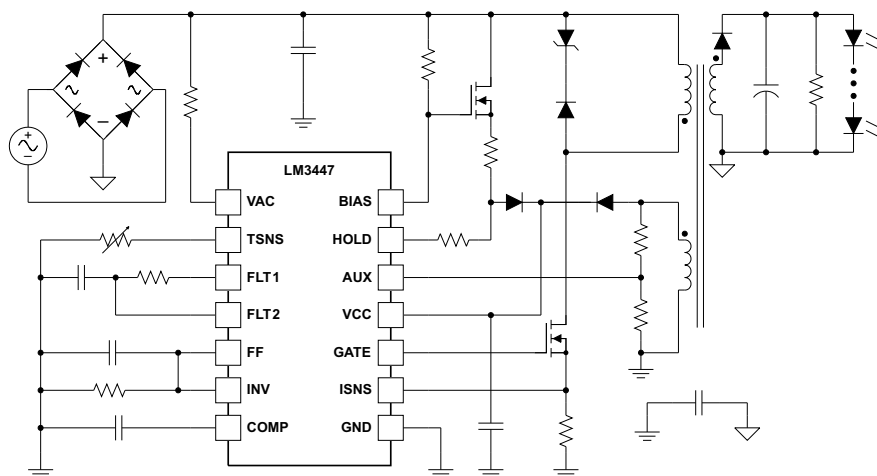 LM3447
VAC
BIAS
TSNS
HOLD
FLT1
AUX
FLT2
VCC
FF
GATE
INV
ISNS
COMP
GND